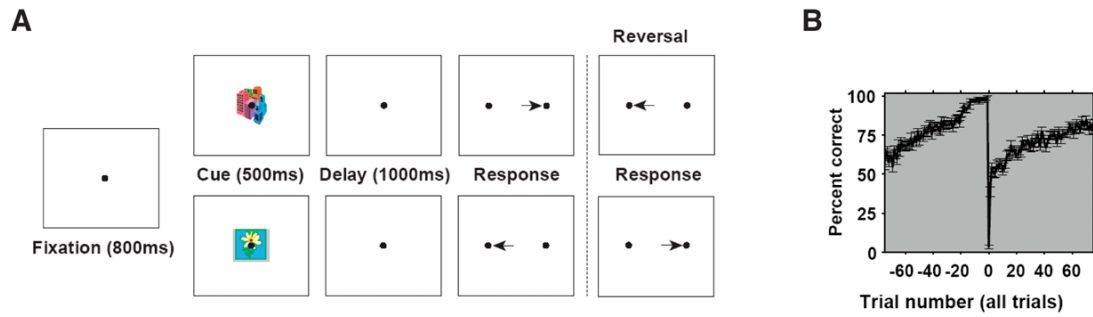 A
B
Reversal
Cue (500ms)
Delay (1000ms)
Response
Response
Fixation (800ms)
Response
Percent correct
100
75
50
25
0
-60
-40
-20
0
20
40
60
Trial number (all trials)